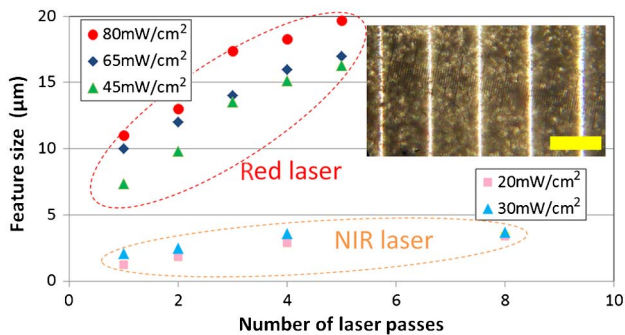 20
15
10
5
0
Feature size (μm)
80mW/cm²
65mW/cm²
45mW/cm²
Red laser
20mW/cm²
30mW/cm²
NIR laser
0 2 4 6 8 10
Number of laser passes